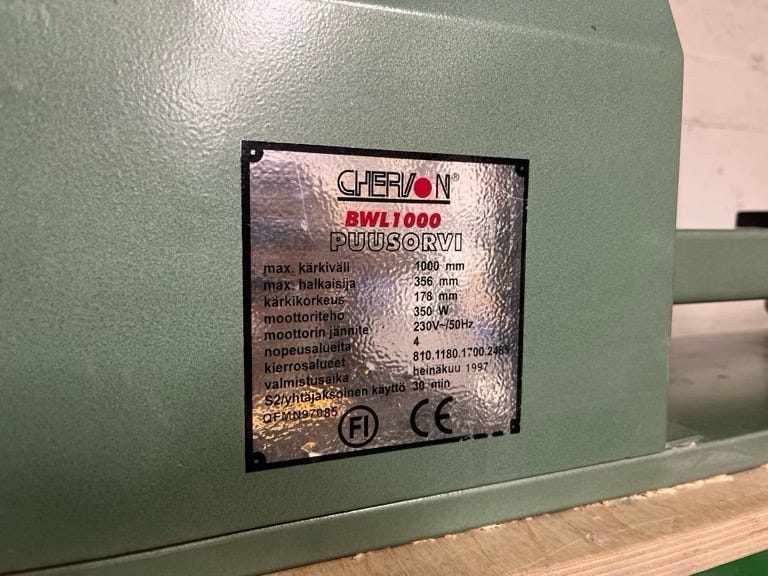 CHERVON®
BWL1000
PUUSORVI
max. kärkiväli 1000 mm
max. halkaisija 356 mm
kärkikorkeus 178 mm
moottoriteho 350 W
moottorin jännite 230V~/50Hz
nopeusalueita 4
kierrosalueet 810.1180.1700.2485
valmistusaika heinäkuu 1997
S2/yhtäjaksoinen käyttö 30 min
QFMN97085
FI CE